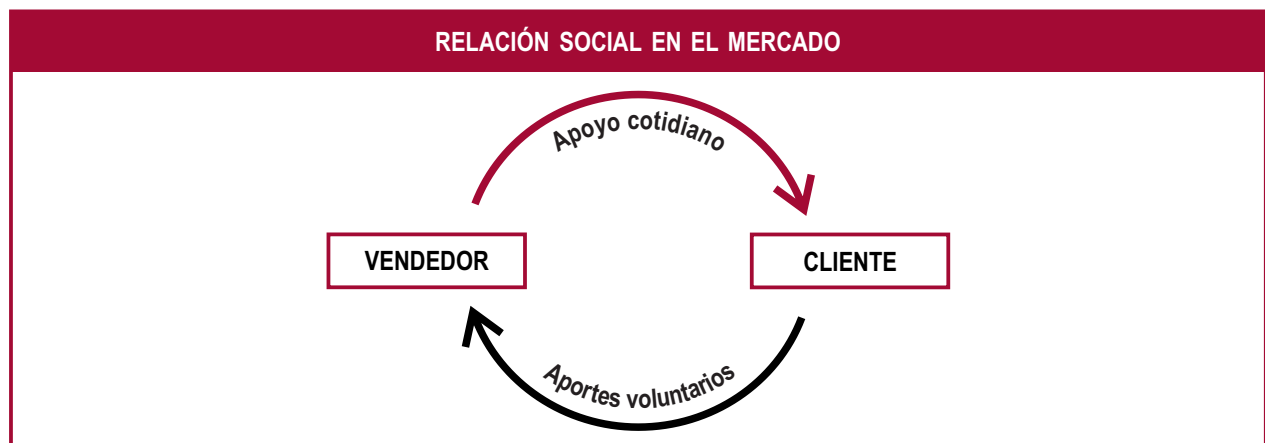 RELACIÓN SOCIAL EN EL MERCADO
Apoyo cotidiano
VENDEDOR
CLIENTE
Aportes voluntarios